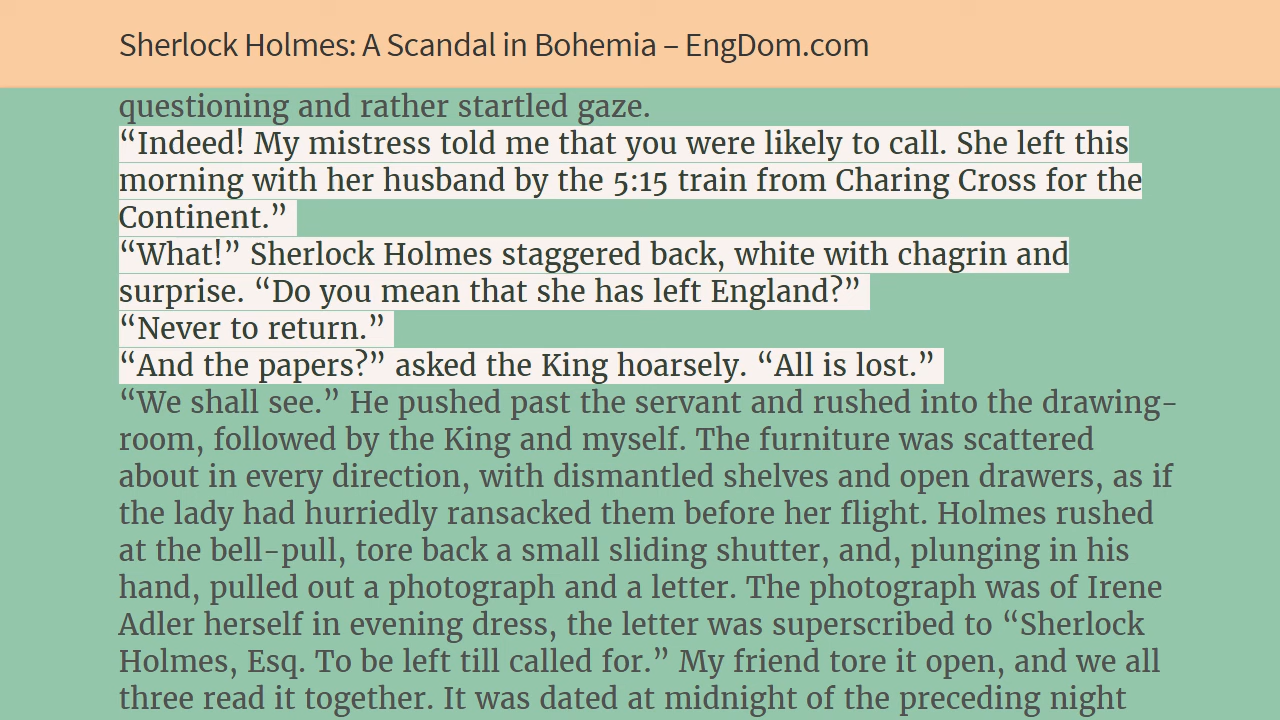 Sherlock Holmes: A Scandal in Bohemia – EngDom.com
questioning and rather startled gaze.
“Indeed! My mistress told me that you were likely to call. She left this
morning with her husband by the 5:15 train from Charing Cross for the
Continent.”
“What!” Sherlock Holmes staggered back, white with chagrin and
surprise. “Do you mean that she has left England?”
“Never to return.”
“And the papers?” asked the King hoarsely. “All is lost.”
“We shall see.” He pushed past the servant and rushed into the drawing-
room, followed by the King and myself. The furniture was scattered
about in every direction, with dismantled shelves and open drawers, as if
the lady had hurriedly ransacked them before her flight. Holmes rushed
at the bell-pull, tore back a small sliding shutter, and, plunging in his
hand, pulled out a photograph and a letter. The photograph was of Irene
Adler herself in evening dress, the letter was superscribed to “Sherlock
Holmes, Esq. To be left till called for.” My friend tore it open, and we all
three read it together. It was dated at midnight of the preceding night